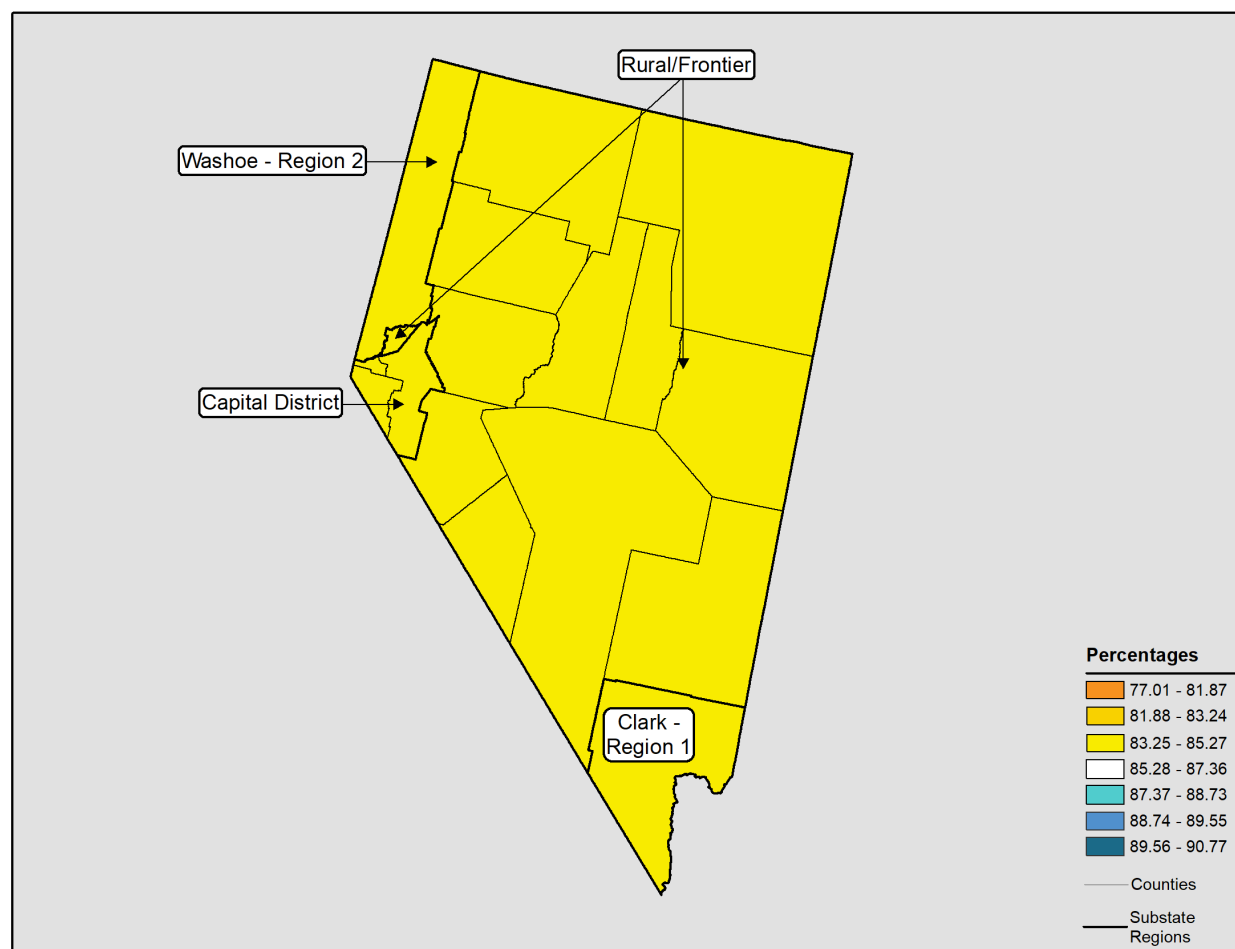 Rural/Frontier
Washoe - Region 2
Capital District
Clark -
Region 1
Percentages
77.01 - 81.87
81.88 - 83.24
83.25 - 85.27
85.28 - 87.36
87.37 - 88.73
88.74 - 89.55
89.56 - 90.77
Counties
Substate
Regions